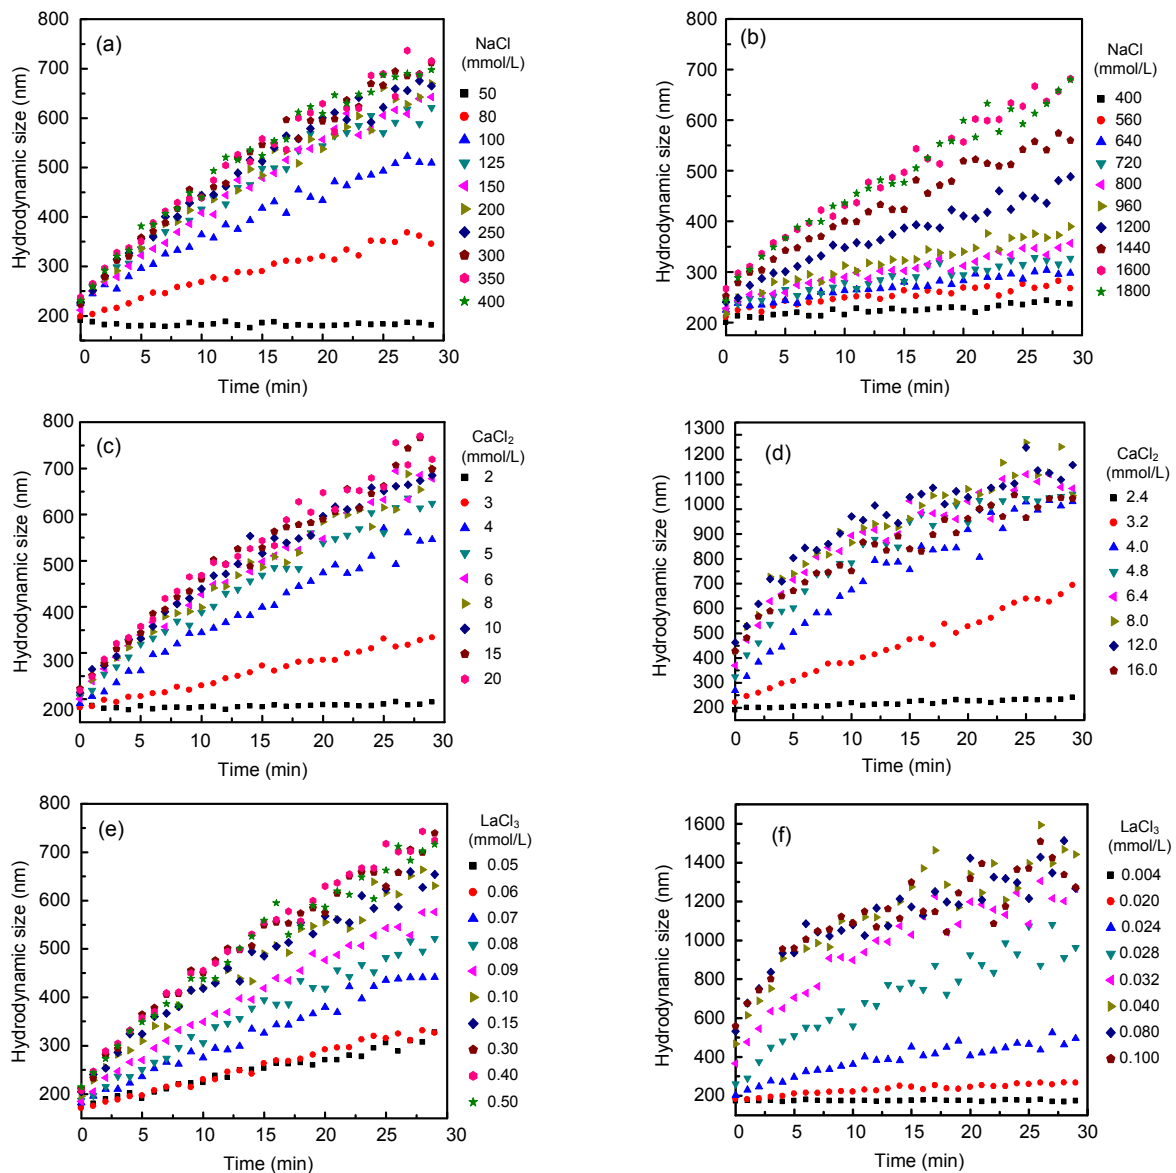 (a)
Hydrodynamic size (nm)
800
700
600
500
400
300
200
0 5 10 15 20 25 30
Time (min)
NaCl
(mmol/L)
50
80
100
125
150
200
250
300
350
400
(b)
Hydrodynamic size (nm)
800
700
600
500
400
300
200
0 5 10 15 20 25 30
Time (min)
NaCl
(mmol/L)
400
560
640
720
800
960
1200
1440
1600
1800
(c)
Hydrodynamic size (nm)
800
700
600
500
400
300
200
0 5 10 15 20 25 30
Time (min)
CaCl₂
(mmol/L)
2
3
4
5
6
8
10
15
20
(d)
Hydrodynamic size (nm)
1300
1200
1100
1000
900
800
700
600
500
400
300
200
0 5 10 15 20 25 30
Time (min)
CaCl₂
(mmol/L)
2.4
3.2
4.0
4.8
6.4
8.0
12.0
16.0
(e)
Hydrodynamic size (nm)
800
700
600
500
400
300
200
0 5 10 15 20 25 30
Time (min)
LaCl₃
(mmol/L)
0.05
0.06
0.07
0.08
0.09
0.10
0.15
0.30
0.40
0.50
(f)
Hydrodynamic size (nm)
1600
1400
1200
1000
800
600
400
200
0 5 10 15 20 25 30
Time (min)
LaCl₃
(mmol/L)
0.004
0.020
0.024
0.028
0.032
0.040
0.080
0.100